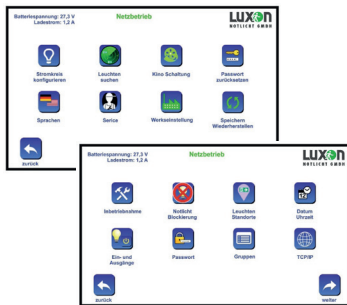 Batteriespannung: 27,3 V
Ladestrom: 1,2 A
Netzbetrieb
LUXON
NOTLICHT GMBH
Stromkreis
konfigurieren
Leuchten
suchen
Kino Schaltung
Passwort
zurücksetzen
Sprachen
Serice
Werkseinstellung
Speichern
Wiederherstellen
zurück
Batteriespannung: 27,3 V
Ladestrom: 1,2 A
Netzbetrieb
LUXON
NOTLICHT GMBH
Inbetriebnahme
Notlicht
Blockierung
Leuchten
Standorte
Datum
Uhrzeit
Ein- und
Ausgänge
Passwort
Gruppen
TCP/IP
zurück
weiter